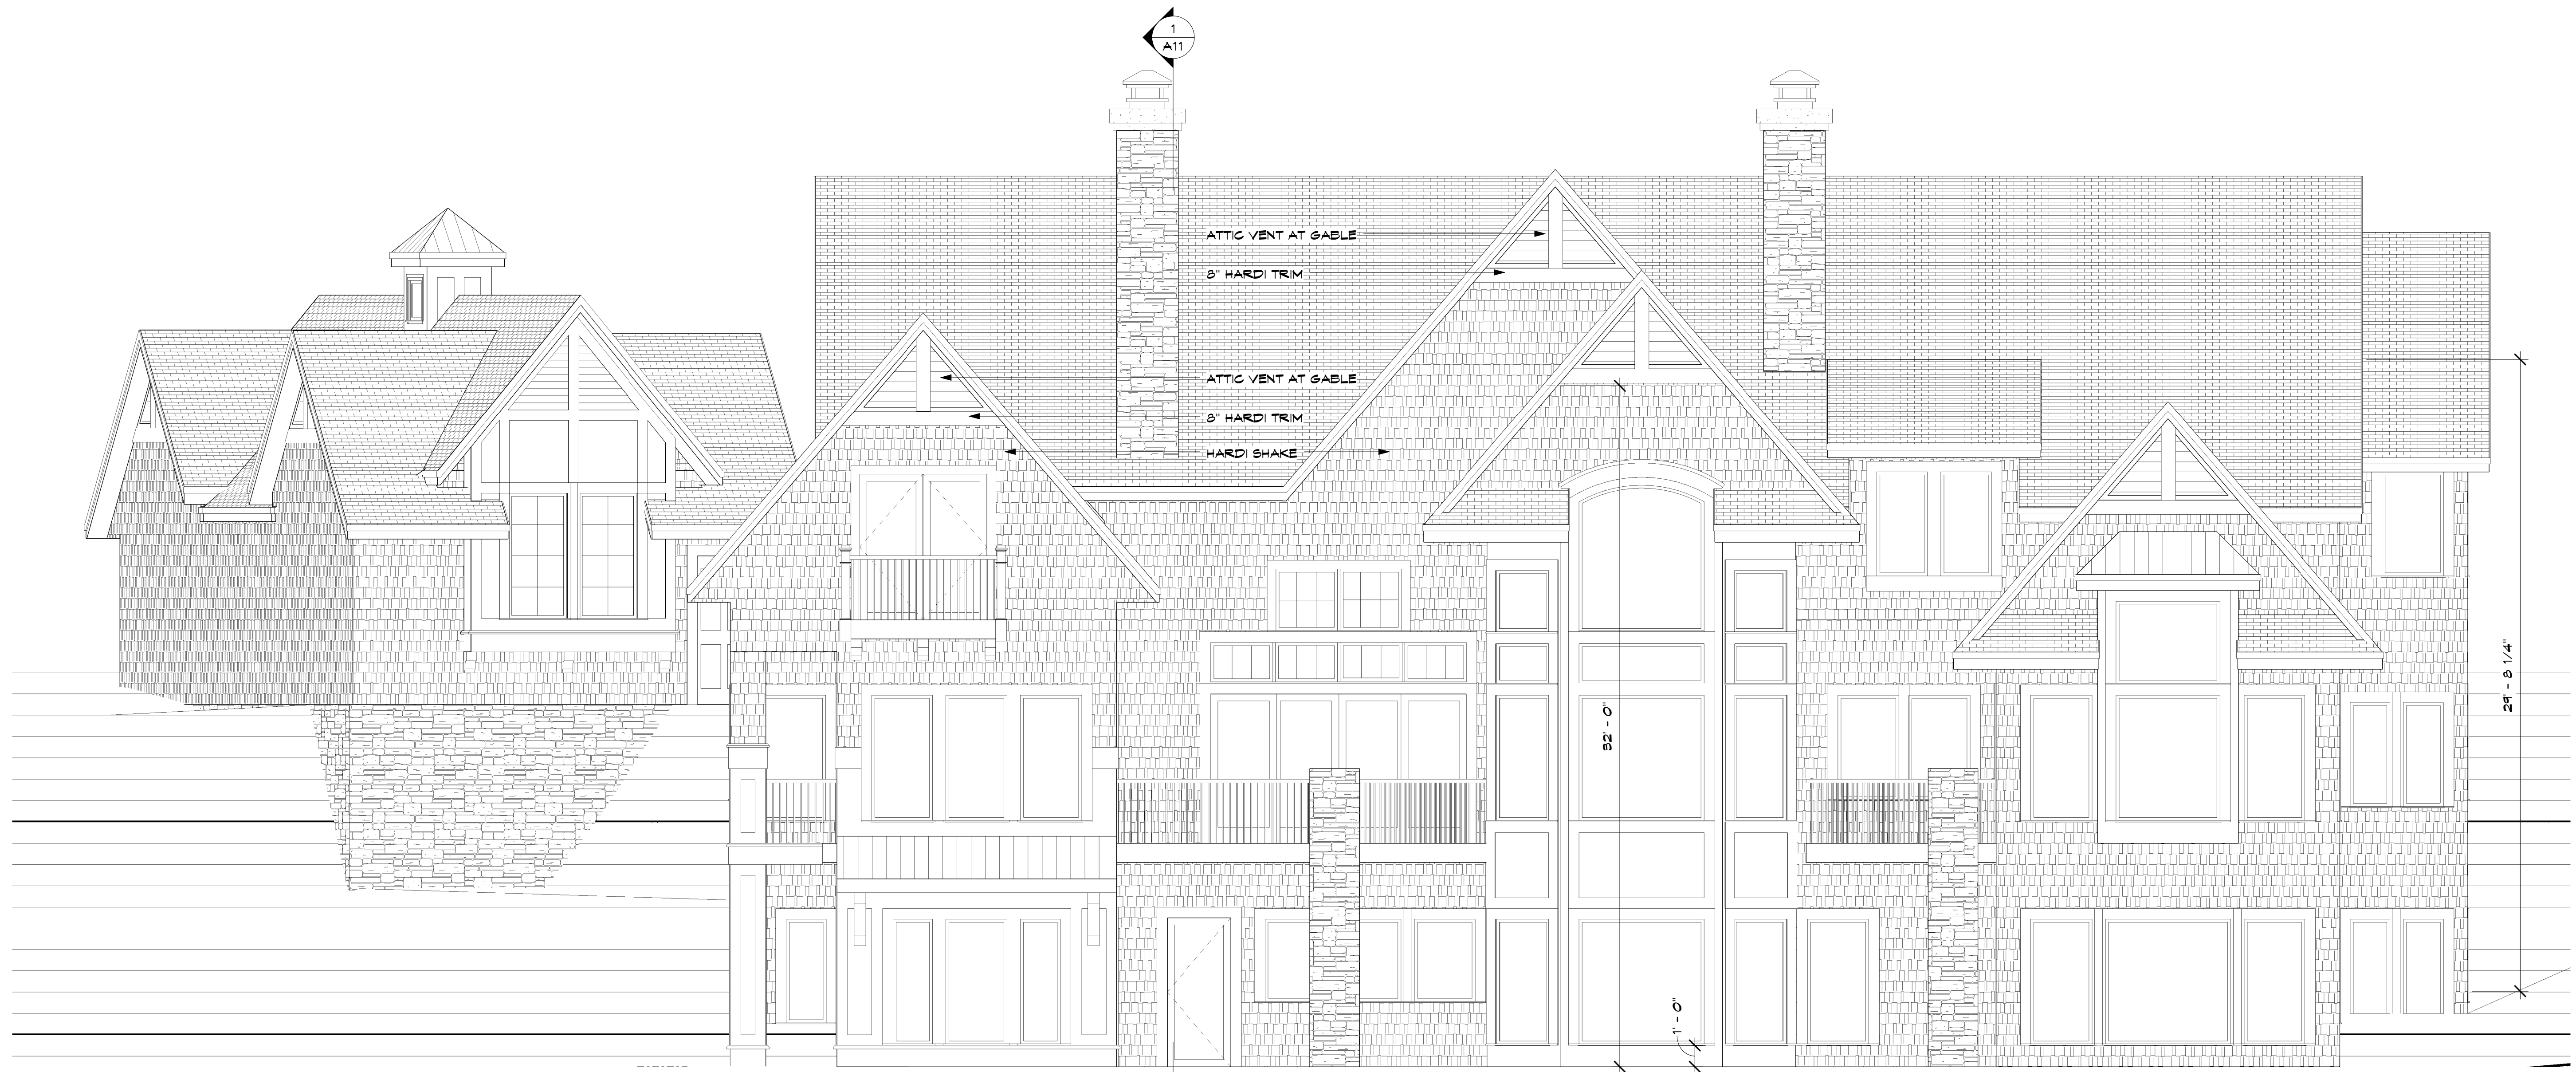 1
A11
ATTIC VENT AT GABLE
8" HARDI TRIM
ATTIC VENT AT GABLE
8" HARDI TRIM
HARDI SHAKE
29' - 8 1/4"
32' - 0"
1' - 0"